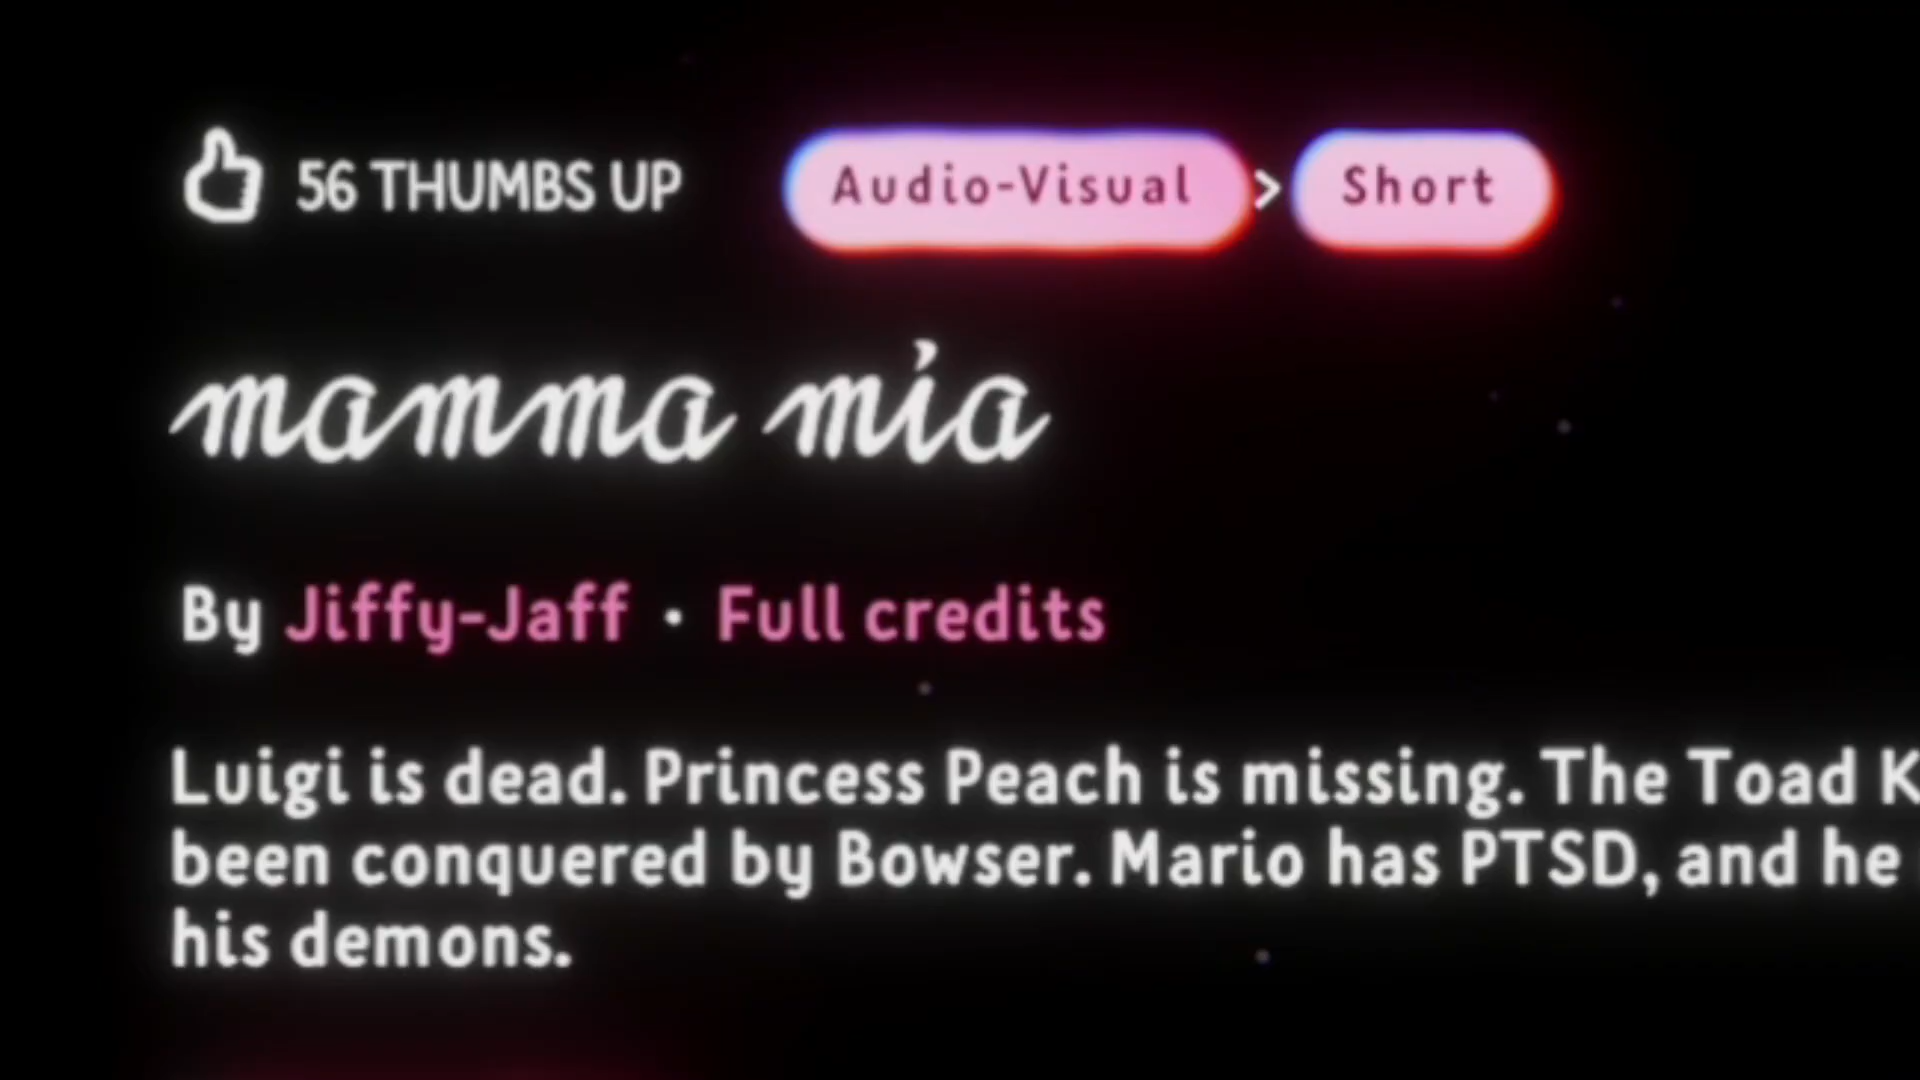 56 THUMBS UP
Audio-Visual > Short
mamma mia
By Jiffy-Jaff • Full credits
Luigi is dead. Princess Peach is missing. The Toad K
been conquered by Bowser. Mario has PTSD, and he
his demons.